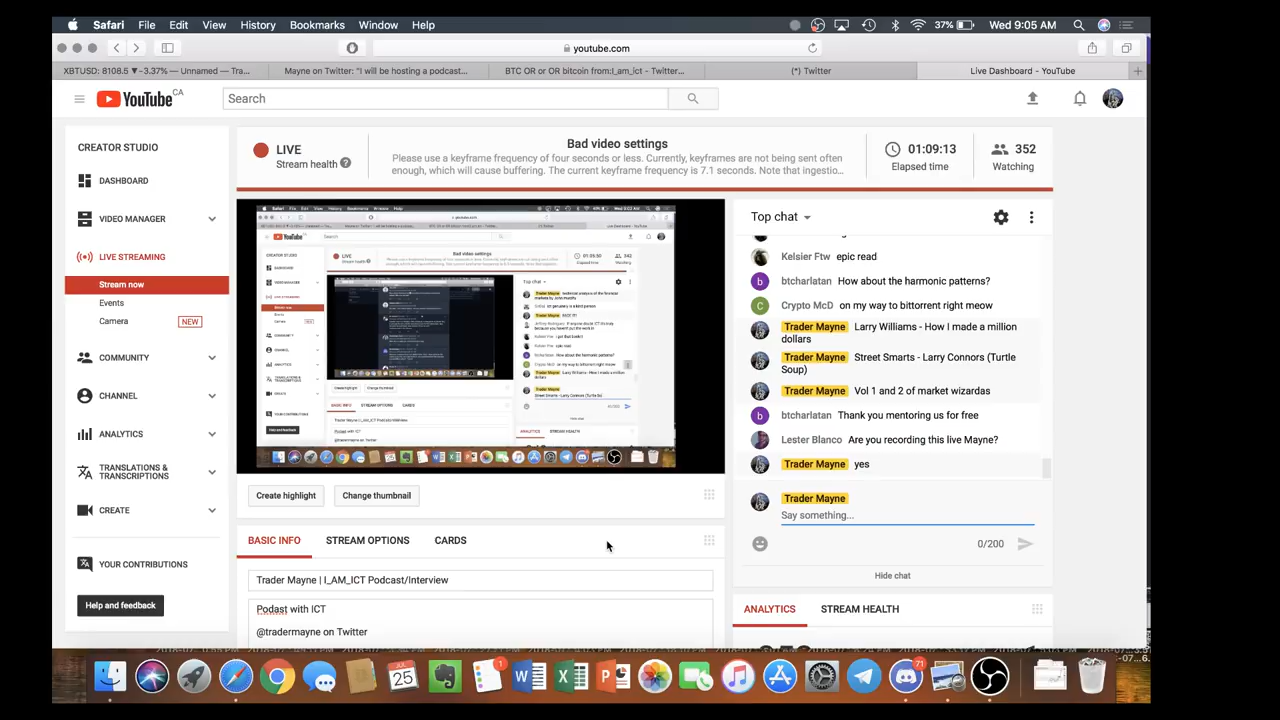 Safari File Edit View History Bookmarks Window Help 37% Wed 9:05 AM
youtube.com
XBTUSD: 8108.5 ▼-3.37% — Unnamed — Tra...
Mayne on Twitter: "I will be hosting a podcast...
BTC OR or OR bitcoin from:I_am_ict - Twitter...
(*) Twitter
Live Dashboard - YouTube
YouTube CA
Search
CREATOR STUDIO
DASHBOARD
VIDEO MANAGER
LIVE STREAMING
Stream now
Events
Camera NEW
COMMUNITY
CHANNEL
ANALYTICS
TRANSLATIONS &
TRANSCRIPTIONS
CREATE
YOUR CONTRIBUTIONS
Help and feedback
LIVE
Stream health ?
Bad video settings
Please use a keyframe frequency of four seconds or less. Currently, keyframes are not being sent often
enough, which will cause buffering. The current keyframe frequency is 7.1 seconds. Note that ingestio...
01:09:13
Elapsed time
352
Watching
Create highlight
Change thumbnail
BASIC INFO STREAM OPTIONS CARDS
Trader Mayne | I_AM_ICT Podcast/Interview
Podast with ICT
@tradermayne on Twitter
Top chat
Kelsier Ftw epic read
btcharlatan How about the harmonic patterns?
Crypto McD on my way to bittorrent right meow
Trader Mayne Larry Williams - How I made a million
dollars
Trader Mayne Street Smarts - Larry Connors (Turtle
Soup)
Trader Mayne Vol 1 and 2 of market wizardas
btcharlatan Thank you mentoring us for free
Lester Blanco Are you recording this live Mayne?
Trader Mayne yes
Trader Mayne
Say something...
0/200
Hide chat
ANALYTICS STREAM HEALTH
JUL
25
1
71